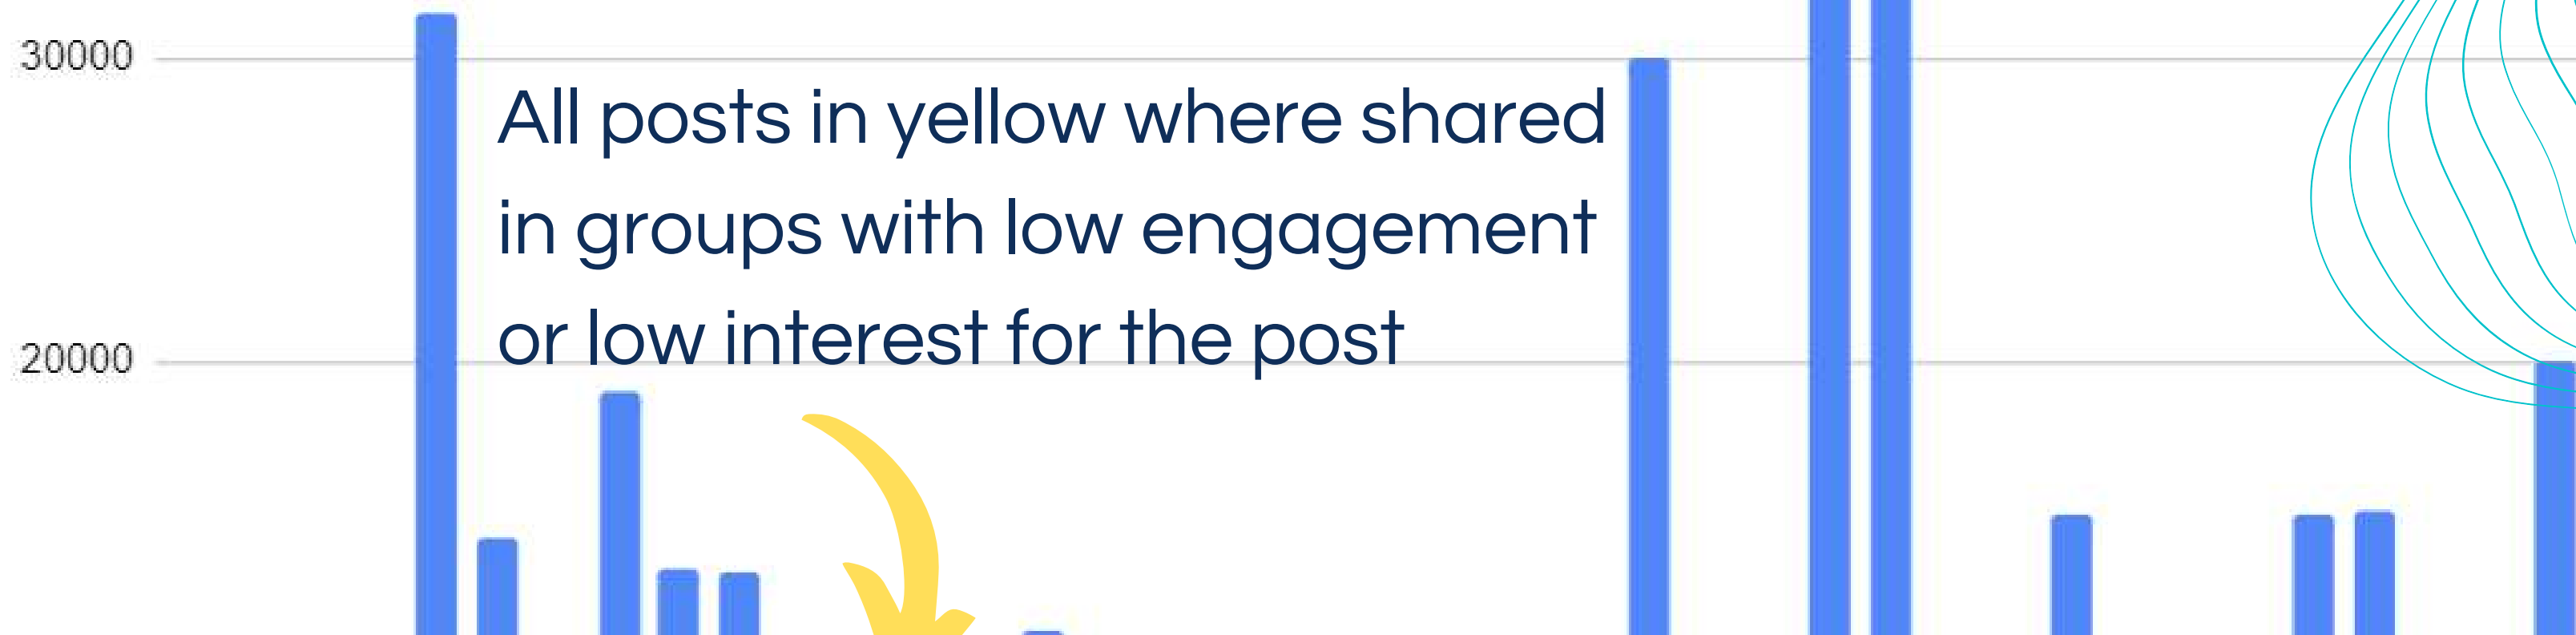 30000
All posts in yellow where shared
in groups with low engagement
or low interest for the post
20000